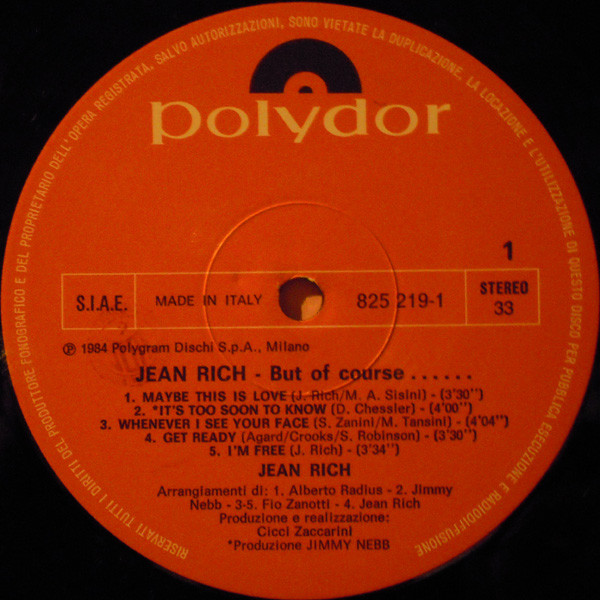 RISERVATI TUTTI I DIRITTI DEL PRODUTTORE FONOGRAFICO E DEL PROPRIETARIO DELL'OPERA REGISTRATA. SALVO AUTORIZZAZIONI, SONO VIETATE LA DUPLICAZIONE, LA LOCAZIONE E L'UTILIZZAZIONE DI QUESTO DISCO PER PUBBLICA ESECUZIONE E RADIODIFFUSIONE
polydor
1
S.I.A.E. MADE IN ITALY 825 219-1 STEREO
33
℗ 1984 Polygram Dischi S.p.A., Milano
JEAN RICH - But of course ......
1. MAYBE THIS IS LOVE (J. Rich/M. A. Sisini) - (3'30'')
2. *IT'S TOO SOON TO KNOW (D. Chessler) - (4'00'')
3. WHENEVER I SEE YOUR FACE (S. Zanini/M. Tansini) - (4'04'')
4. GET READY (Agard/Crooks/S. Robinson) - (3'30'')
5. I'M FREE (J. Rich) - (3'34'')
JEAN RICH
Arrangiamenti di: 1. Alberto Radius - 2. Jimmy
Nebb - 3-5. Fio Zanotti - 4. Jean Rich
Produzione e realizzazione:
Cicci Zaccarini
*Produzione JIMMY NEBB